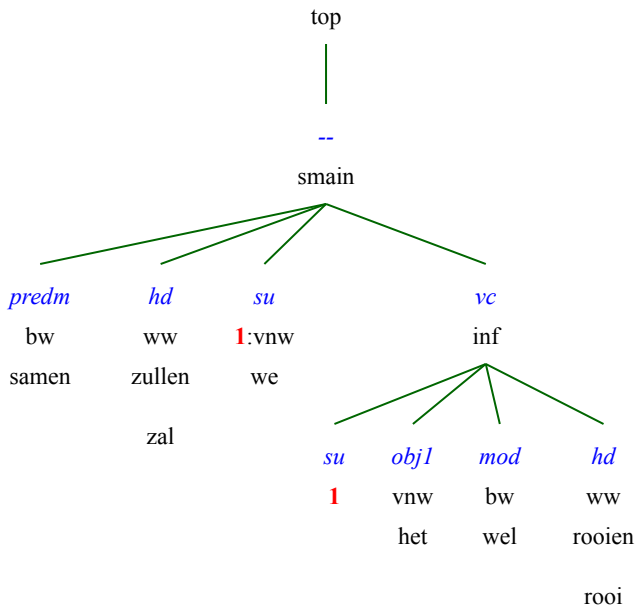 top
--
smain
predm hd su vc
bw ww 1:vnw inf
samen zullen we
zal
su obj1 mod hd
1 vnw bw ww
het wel rooien
rooi